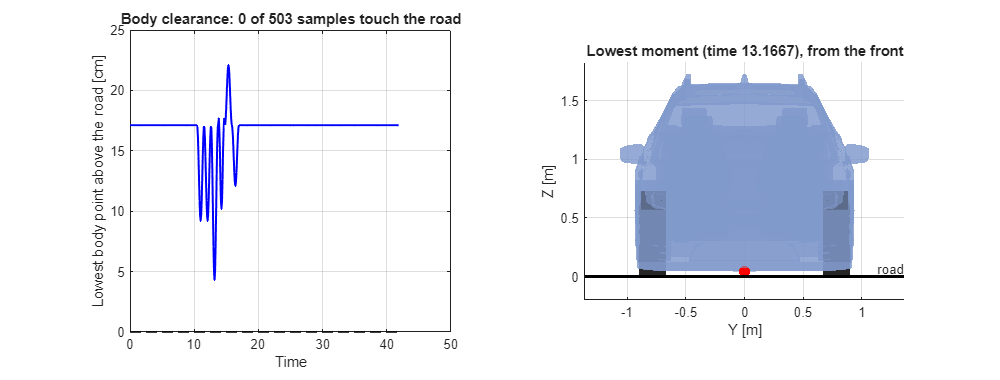 Body clearance: 0 of 503 samples touch the road
Lowest body point above the road [cm]
25
20
15
10
5
0
0 10 20 30 40 50
Time
Lowest moment (time 13.1667), from the front
Z [m]
1.5
1
0.5
0
road
-1 -0.5 0 0.5 1
Y [m]